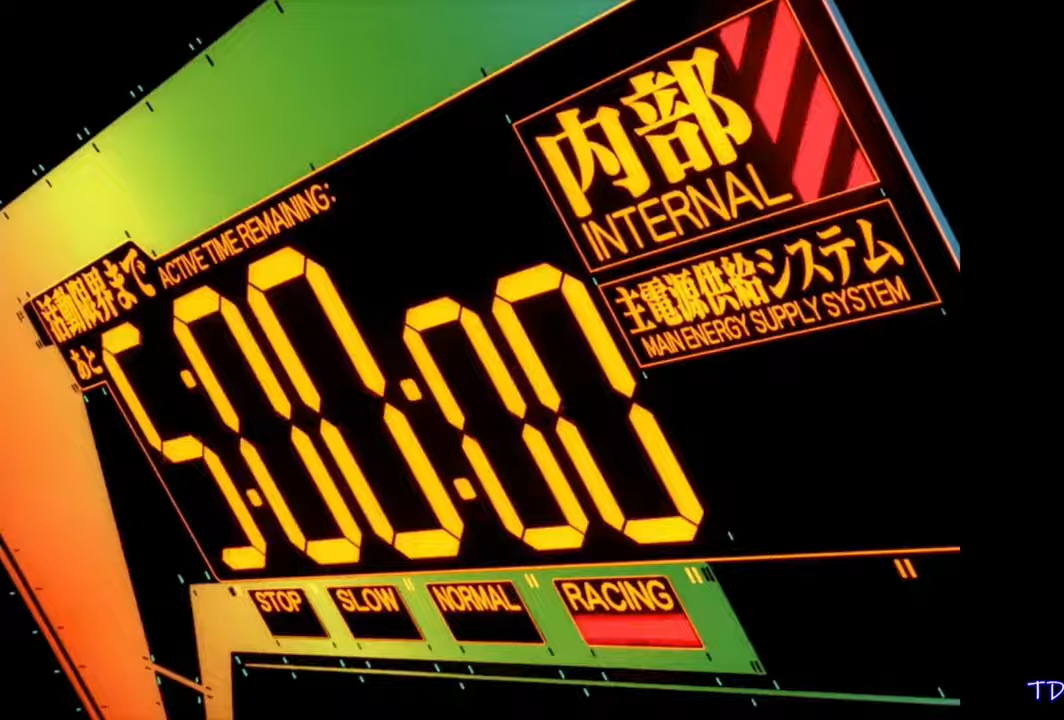 内部
INTERNAL
主電源供給システム
MAIN ENERGY SUPPLY SYSTEM
活動限界まで
ACTIVE TIME REMAINING:
あと
5:00:00
STOP
SLOW
NORMAL
RACING
TD